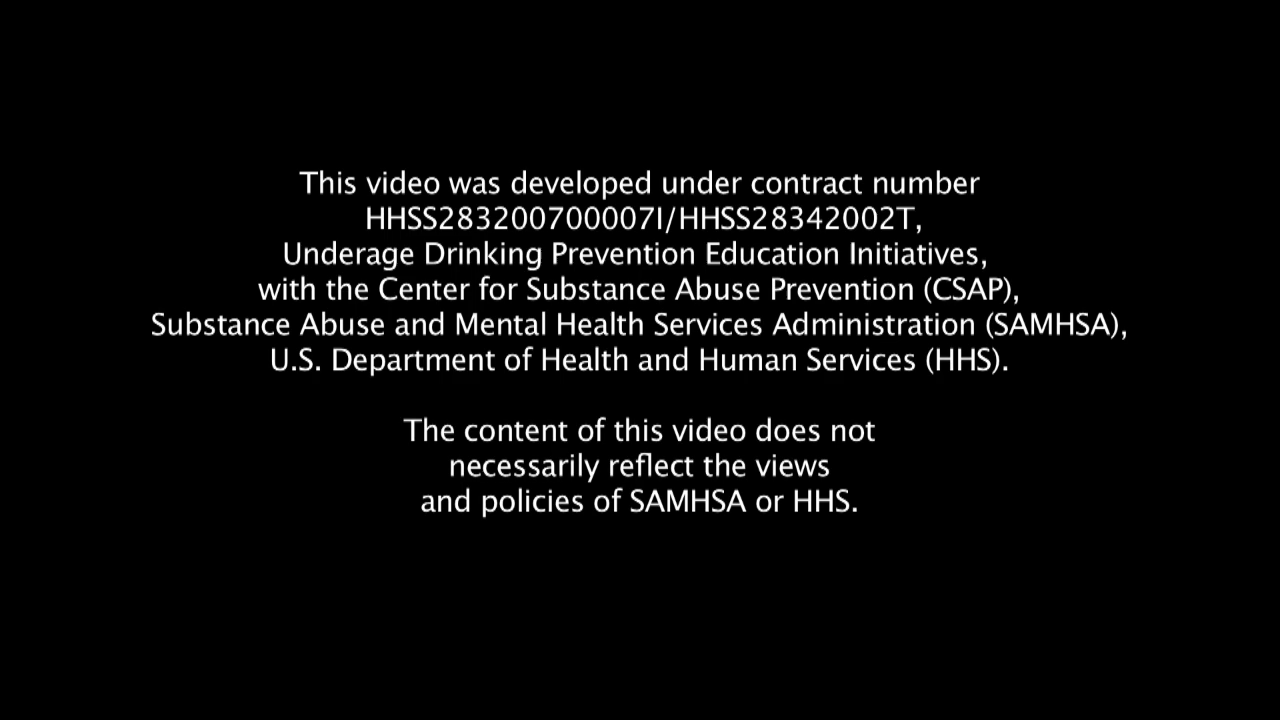 This video was developed under contract number
HHSS283200700007I/HHSS28342002T,
Underage Drinking Prevention Education Initiatives,
with the Center for Substance Abuse Prevention (CSAP),
Substance Abuse and Mental Health Services Administration (SAMHSA),
U.S. Department of Health and Human Services (HHS).
The content of this video does not
necessarily reflect the views
and policies of SAMHSA or HHS.